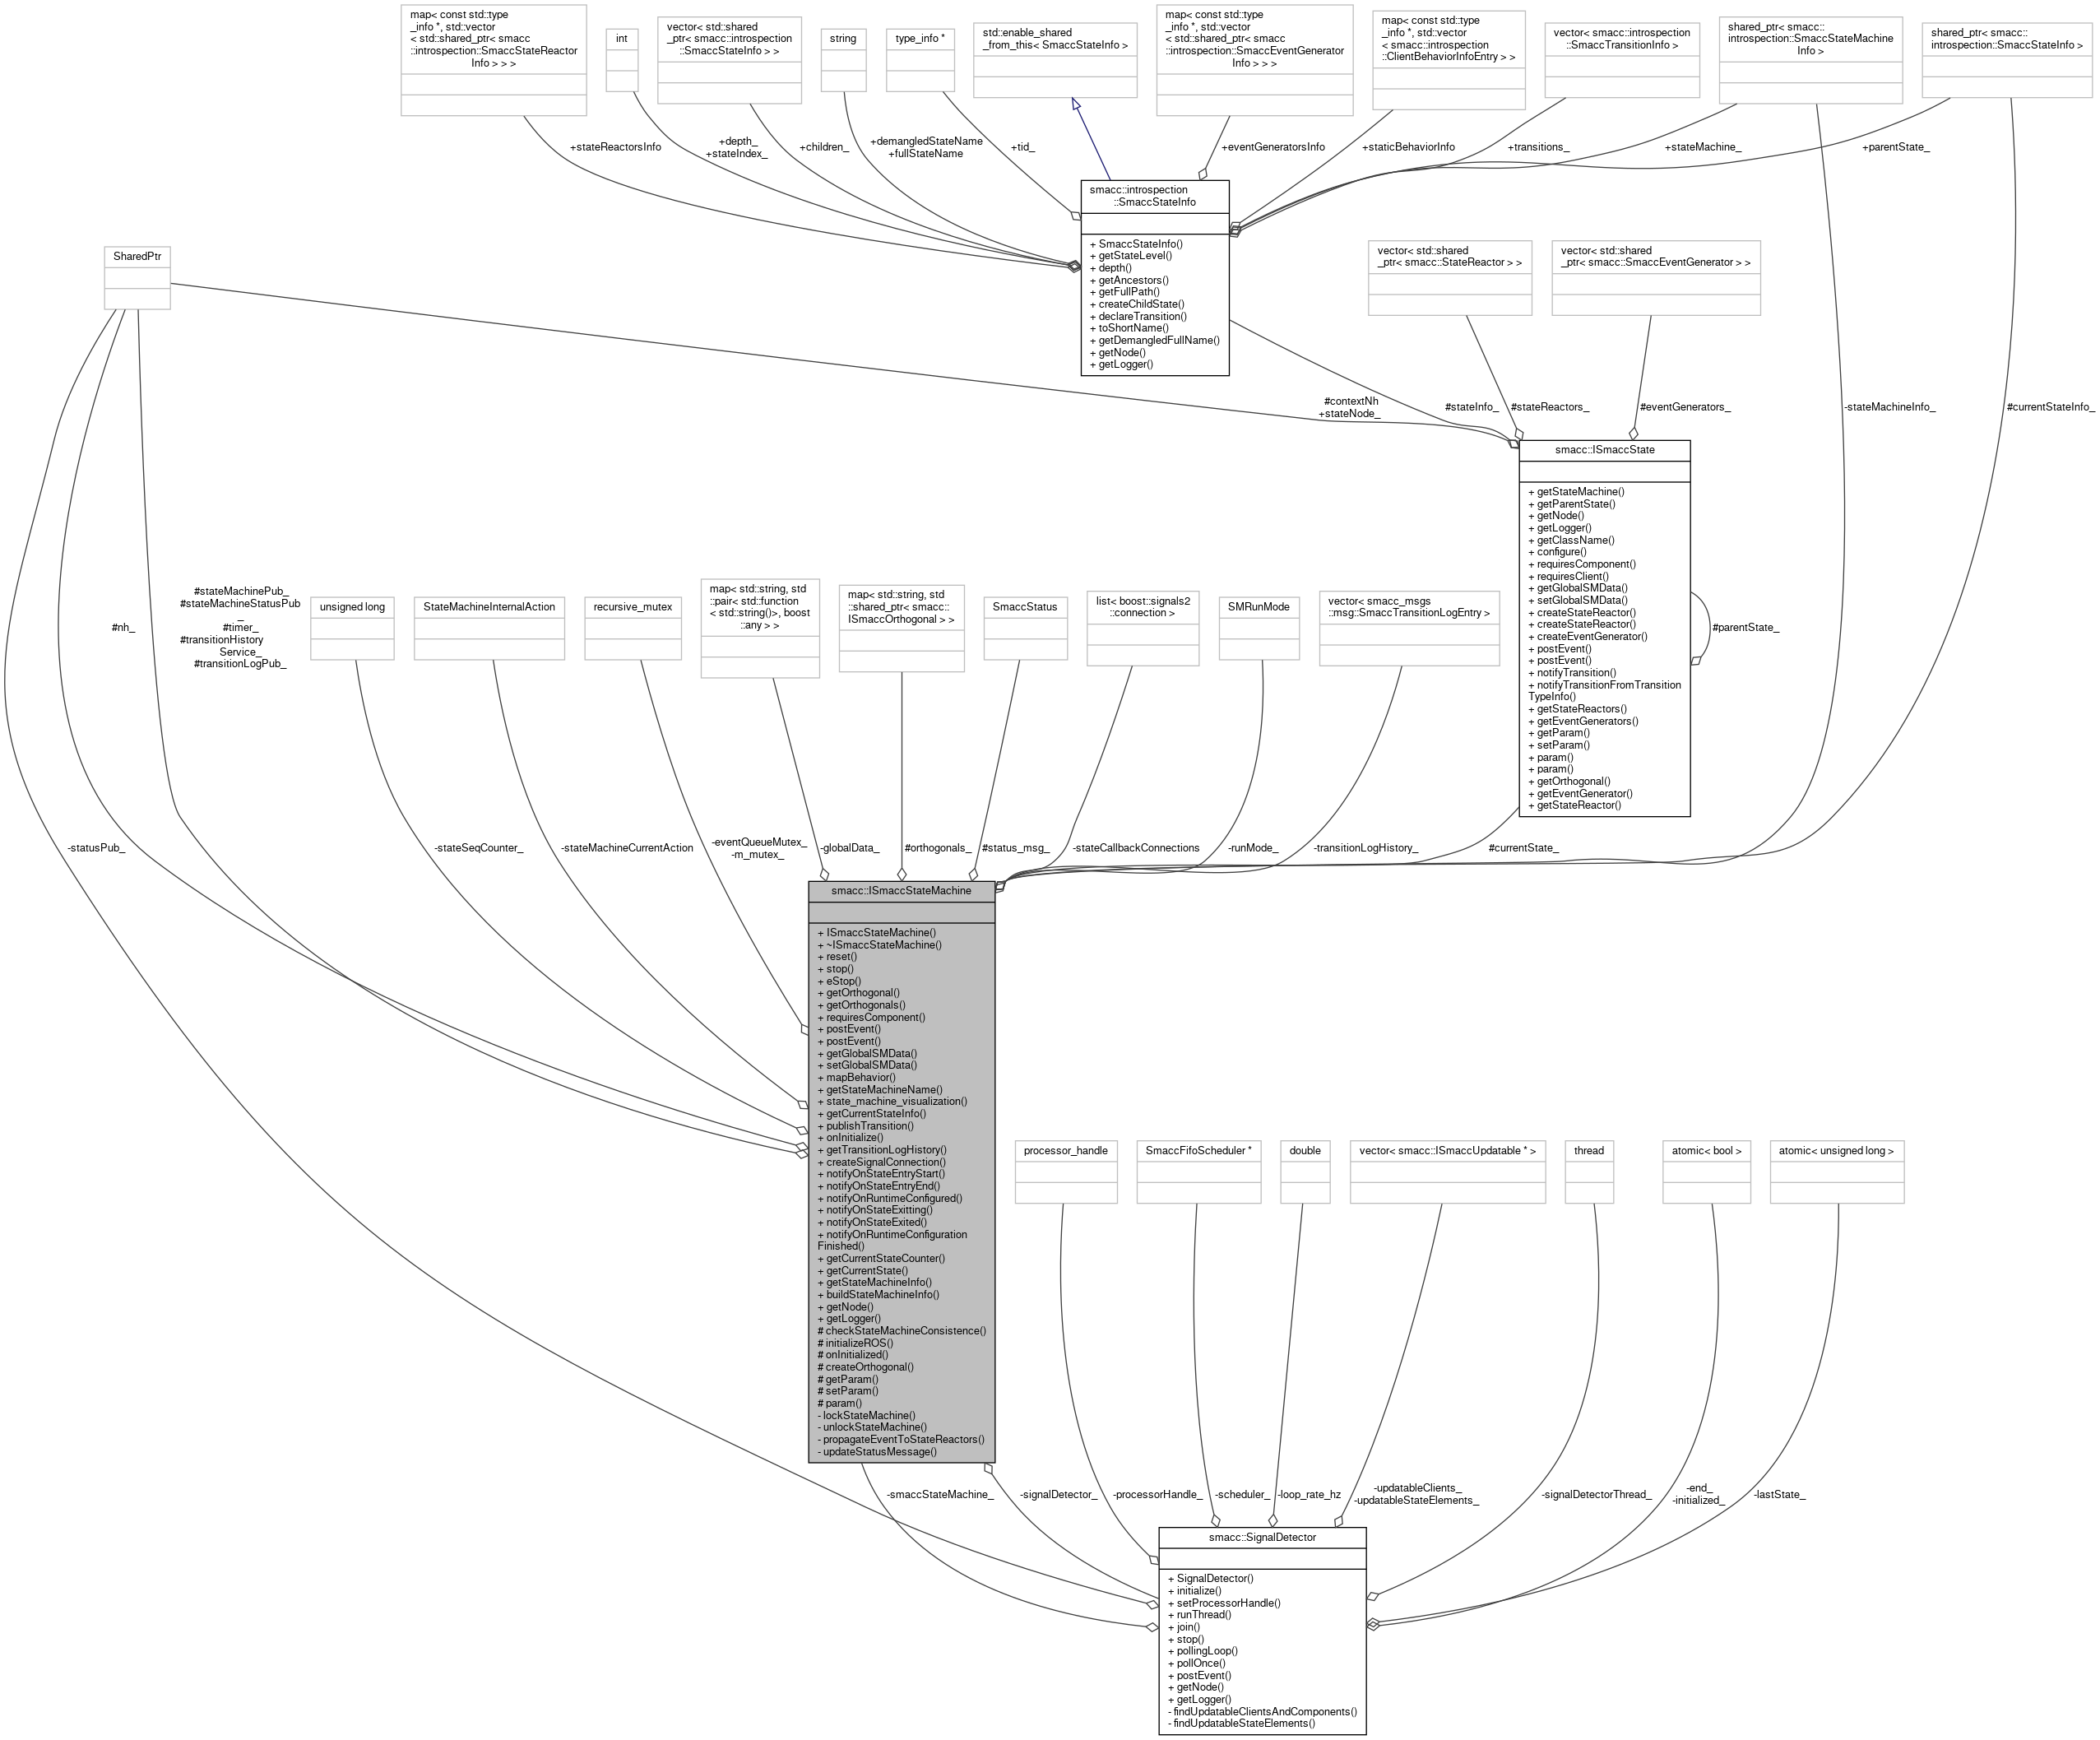 map< const std::type
_info *, std::vector
< std::shared_ptr< smacc
::introspection::SmaccStateReactor
Info > > >
int
vector< std::shared
_ptr< smacc::introspection
::SmaccStateInfo > >
string
type_info *
std::enable_shared
_from_this< SmaccStateInfo >
map< const std::type
_info *, std::vector
< std::shared_ptr< smacc
::introspection::SmaccEventGenerator
Info > > >
map< const std::type
_info *, std::vector
< smacc::introspection
::ClientBehaviorInfoEntry > >
vector< smacc::introspection
::SmaccTransitionInfo >
shared_ptr< smacc::
introspection::SmaccStateMachine
Info >
shared_ptr< smacc::
introspection::SmaccStateInfo >
+stateReactorsInfo
+depth_
+stateIndex_
+children_
+demangledStateName
+fullStateName
+tid_
+eventGeneratorsInfo
+staticBehaviorInfo
+transitions_
+stateMachine_
+parentState_
smacc::introspection
::SmaccStateInfo
+ SmaccStateInfo()
+ getStateLevel()
+ depth()
+ getAncestors()
+ getFullPath()
+ createChildState()
+ declareTransition()
+ toShortName()
+ getDemangledFullName()
+ getNode()
+ getLogger()
SharedPtr
vector< std::shared
_ptr< smacc::StateReactor > >
vector< std::shared
_ptr< smacc::SmaccEventGenerator > >
#contextNh
+stateNode_
#stateInfo_
#stateReactors_
#eventGenerators_
-stateMachineInfo_
#currentStateInfo_
smacc::ISmaccState
+ getStateMachine()
+ getParentState()
+ getNode()
+ getLogger()
+ getClassName()
+ configure()
+ requiresComponent()
+ requiresClient()
+ getGlobalSMData()
+ setGlobalSMData()
+ createStateReactor()
+ createStateReactor()
+ createEventGenerator()
+ postEvent()
+ postEvent()
+ notifyTransition()
+ notifyTransitionFromTransition
TypeInfo()
+ getStateReactors()
+ getEventGenerators()
+ getParam()
+ setParam()
+ param()
+ param()
+ getOrthogonal()
+ getEventGenerator()
+ getStateReactor()
#parentState_
#nh_
#stateMachinePub_
#stateMachineStatusPub
_
#timer_
#transitionHistory
Service_
#transitionLogPub_
unsigned long
StateMachineInternalAction
recursive_mutex
map< std::string, std
::pair< std::function
< std::string()>, boost
::any > >
map< std::string, std
::shared_ptr< smacc::
ISmaccOrthogonal > >
SmaccStatus
list< boost::signals2
::connection >
SMRunMode
vector< smacc_msgs
::msg::SmaccTransitionLogEntry >
-statusPub_
-stateSeqCounter_
-stateMachineCurrentAction
-eventQueueMutex_
-m_mutex_
-globalData_
#orthogonals_
#status_msg_
-stateCallbackConnections
-runMode_
-transitionLogHistory_
#currentState_
smacc::ISmaccStateMachine
+ ISmaccStateMachine()
+ ~ISmaccStateMachine()
+ reset()
+ stop()
+ eStop()
+ getOrthogonal()
+ getOrthogonals()
+ requiresComponent()
+ postEvent()
+ postEvent()
+ getGlobalSMData()
+ setGlobalSMData()
+ mapBehavior()
+ getStateMachineName()
+ state_machine_visualization()
+ getCurrentStateInfo()
+ publishTransition()
+ onInitialize()
+ getTransitionLogHistory()
+ createSignalConnection()
+ notifyOnStateEntryStart()
+ notifyOnStateEntryEnd()
+ notifyOnRuntimeConfigured()
+ notifyOnStateExitting()
+ notifyOnStateExited()
+ notifyOnRuntimeConfiguration
Finished()
+ getCurrentStateCounter()
+ getCurrentState()
+ getStateMachineInfo()
+ buildStateMachineInfo()
+ getNode()
+ getLogger()
# checkStateMachineConsistence()
# initializeROS()
# onInitialized()
# createOrthogonal()
# getParam()
# setParam()
# param()
- lockStateMachine()
- unlockStateMachine()
- propagateEventToStateReactors()
- updateStatusMessage()
processor_handle
SmaccFifoScheduler *
double
vector< smacc::ISmaccUpdatable * >
thread
atomic< bool >
atomic< unsigned long >
-smaccStateMachine_
-signalDetector_
-processorHandle_
-scheduler_
-loop_rate_hz
-updatableClients_
-updatableStateElements_
-signalDetectorThread_
-end_
-initialized_
-lastState_
smacc::SignalDetector
+ SignalDetector()
+ initialize()
+ setProcessorHandle()
+ runThread()
+ join()
+ stop()
+ pollingLoop()
+ pollOnce()
+ postEvent()
+ getNode()
+ getLogger()
- findUpdatableClientsAndComponents()
- findUpdatableStateElements()